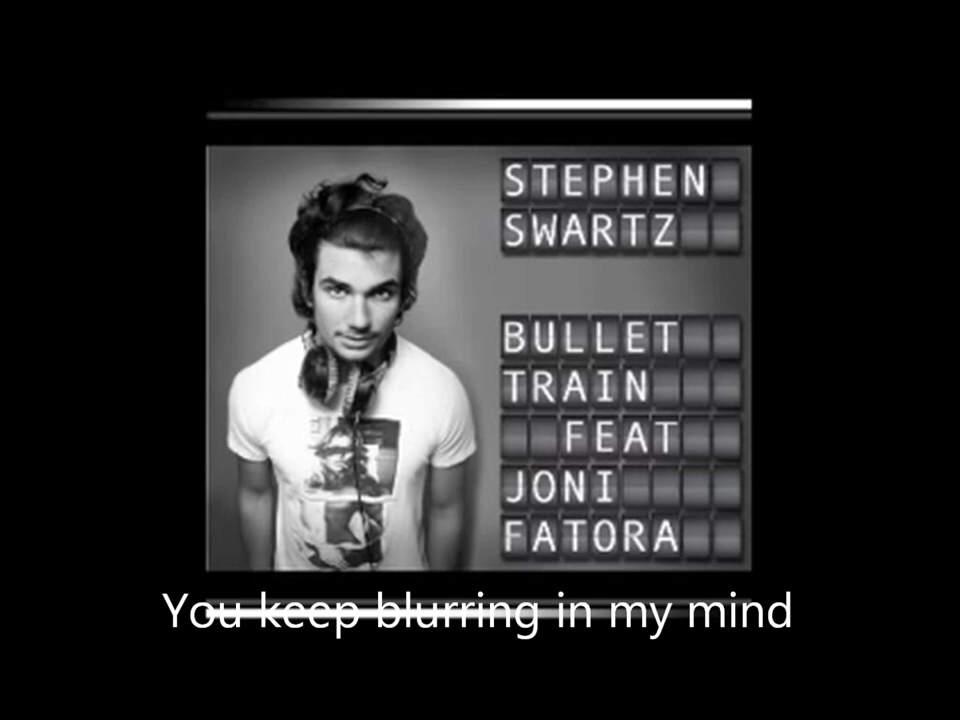 STEPHEN
SWARTZ
BULLET
TRAIN
FEAT
JONI
FATORA
You keep blurring in my mind